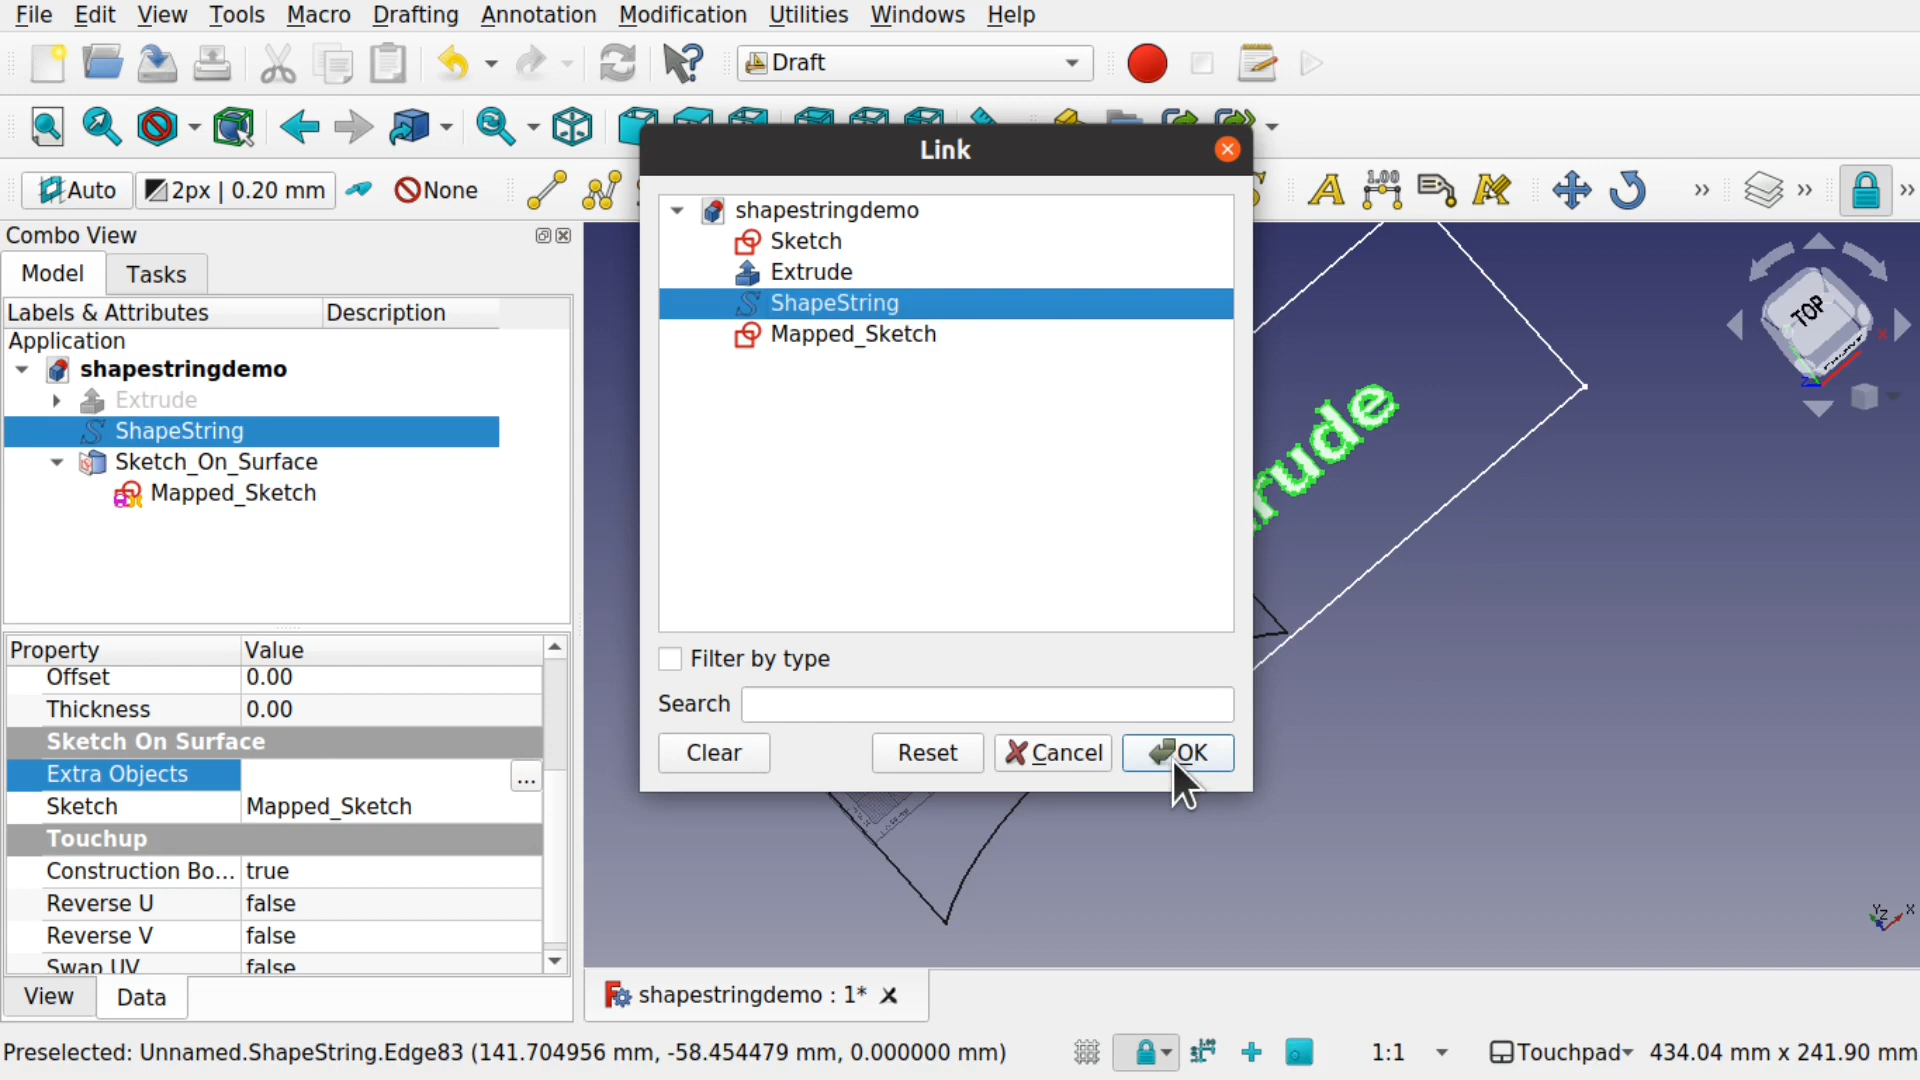 File Edit View Tools Macro Drafting Annotation Modification Utilities Windows Help
Draft
Auto 2px | 0.20 mm None
1.00
Combo View
Model Tasks
Labels & Attributes Description
Application
shapestringdemo
Extrude
ShapeString
Sketch_On_Surface
Mapped_Sketch
Property Value
Offset 0.00
Thickness 0.00
Sketch On Surface
Extra Objects ...
Sketch Mapped_Sketch
Touchup
Construction Bo... true
Reverse U false
Reverse V false
Swap UV false
View Data
Link
shapestringdemo
Sketch
Extrude
ShapeString
Mapped_Sketch
Filter by type
Search
Clear Reset Cancel OK
rude
TOP
X
Z
Y Z X
shapestringdemo : 1*
Preselected: Unnamed.ShapeString.Edge83 (141.704956 mm, -58.454479 mm, 0.000000 mm) 1:1 Touchpad 434.04 mm x 241.90 mm